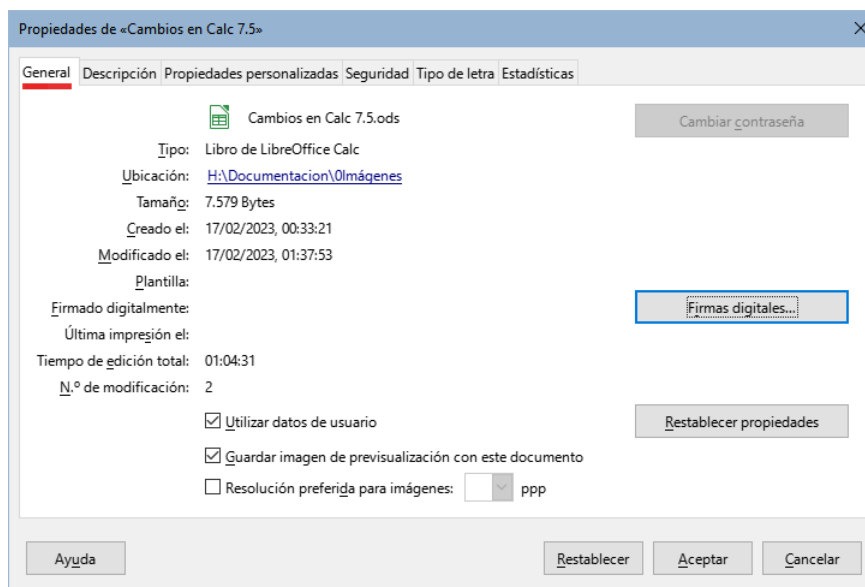 Propiedades de «Cambios en Calc 7.5»
General Descripción Propiedades personalizadas Seguridad Tipo de letra Estadísticas
Cambios en Calc 7.5.ods Cambiar contraseña
Tipo: Libro de LibreOffice Calc
Ubicación: H:\Documentacion\0Imágenes
Tamaño: 7.579 Bytes
Creado el: 17/02/2023, 00:33:21
Modificado el: 17/02/2023, 01:37:53
Plantilla:
Firmado digitalmente: Firmas digitales...
Última impresión el:
Tiempo de edición total: 01:04:31
N.º de modificación: 2
Utilizar datos de usuario Restablecer propiedades
Guardar imagen de previsualización con este documento
Resolución preferida para imágenes: ppp
Ayuda Restablecer Aceptar Cancelar